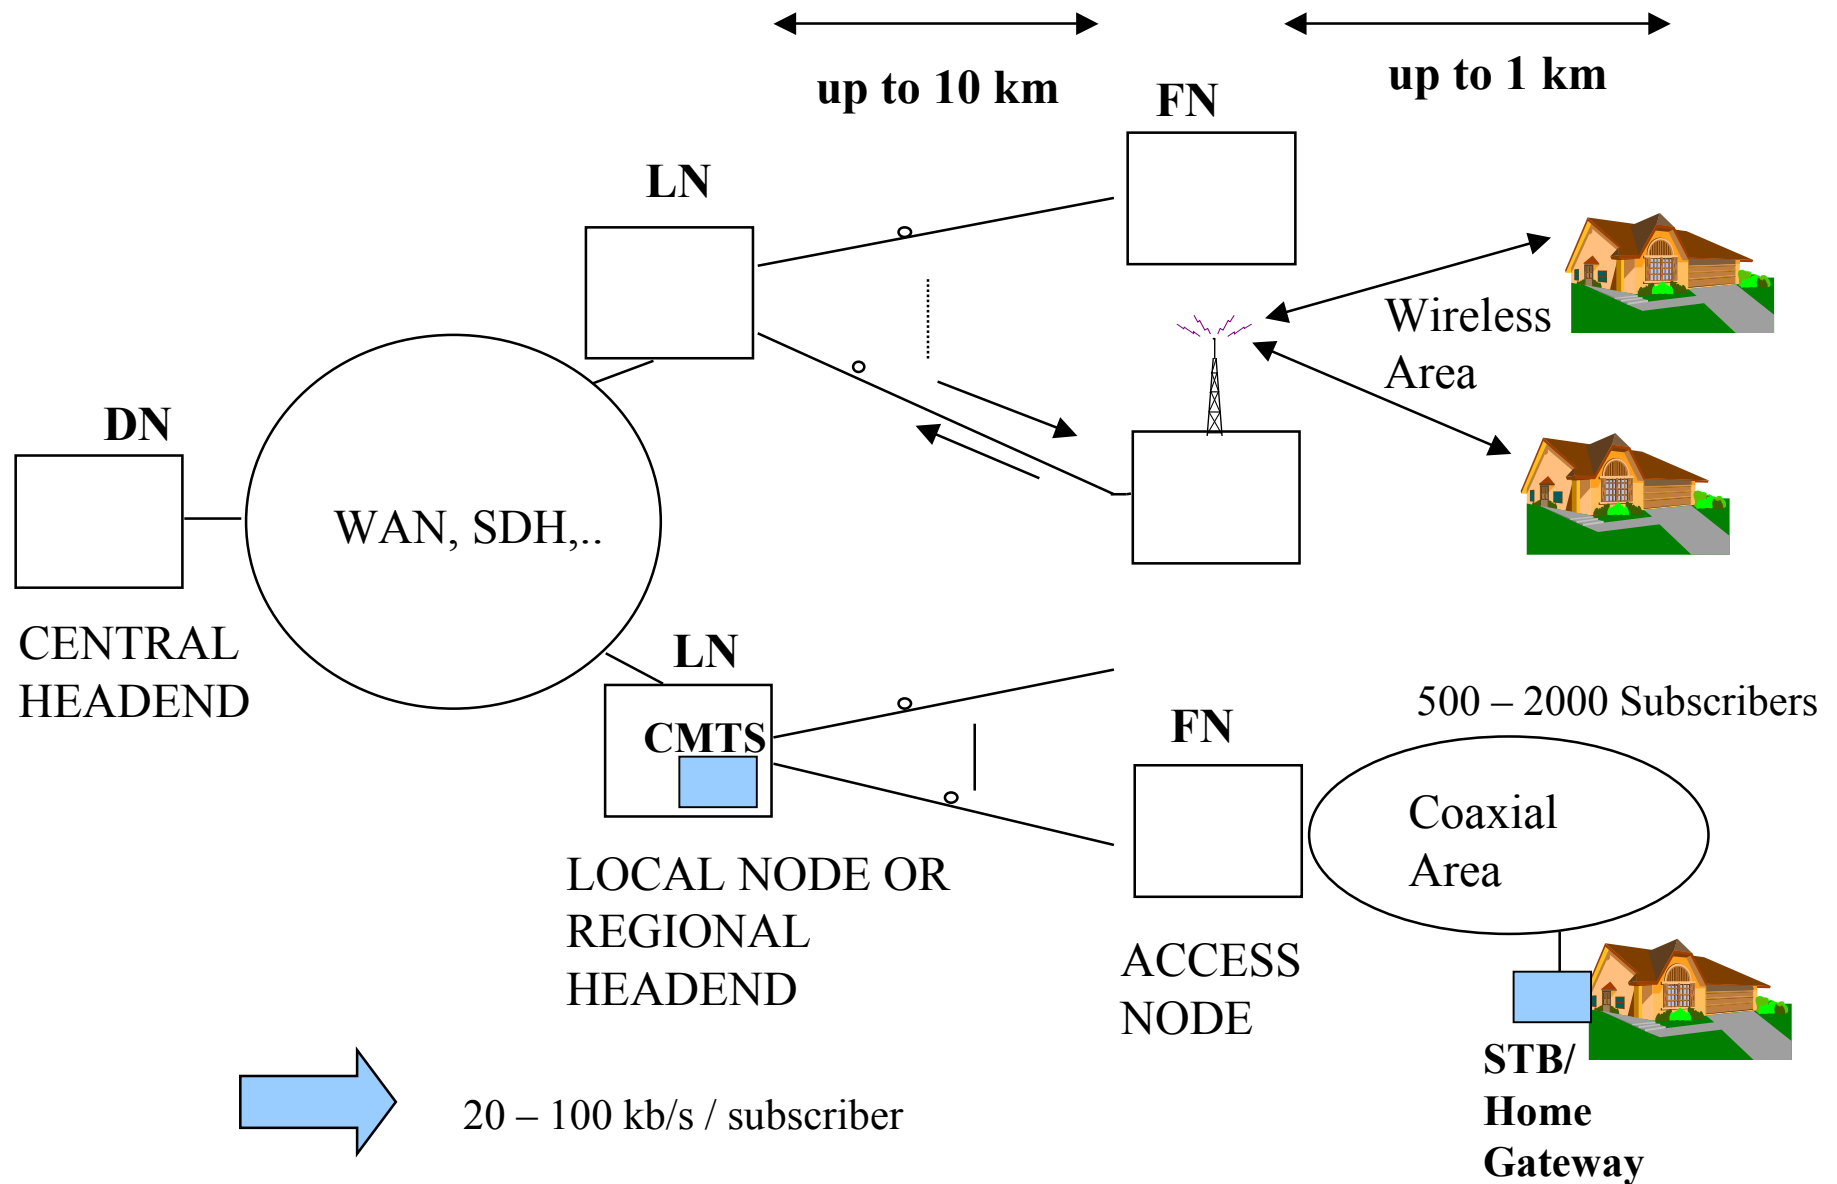 up to 10 km
up to 1 km
FN
LN
Wireless
Area
DN
WAN, SDH,..
CENTRAL
HEADEND
LN
CMTS
FN
500 – 2000 Subscribers
Coaxial
Area
LOCAL NODE OR
REGIONAL
HEADEND
ACCESS
NODE
STB/
Home
Gateway
20 – 100 kb/s / subscriber